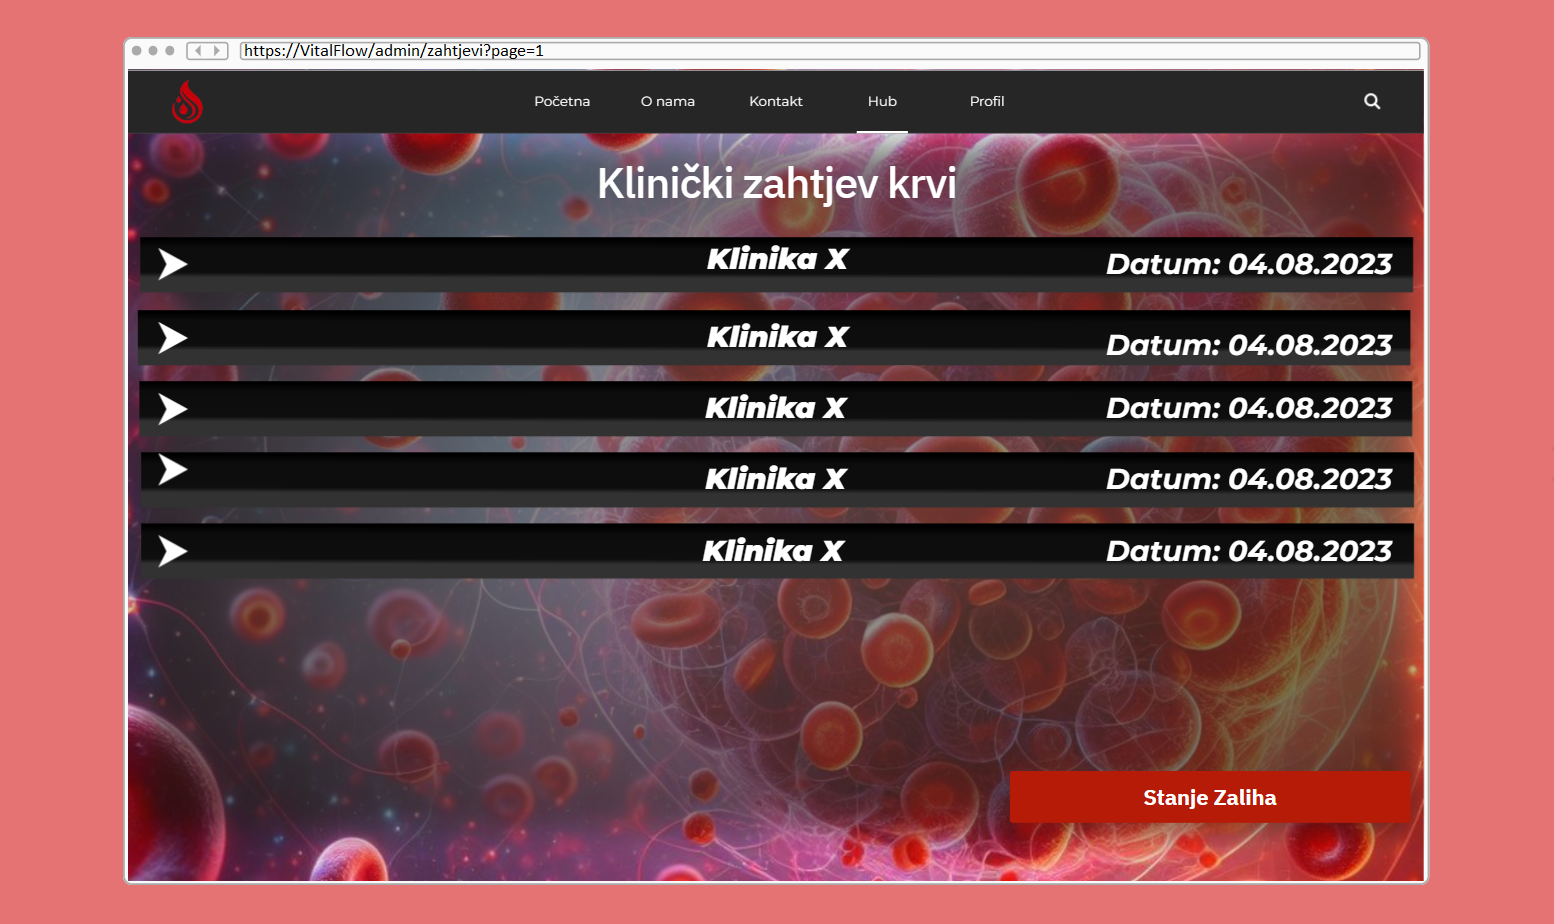 https://VitalFlow/admin/zahtjevi?page=1
Početna O nama Kontakt Hub Profil
Klinički zahtjev krvi
Klinika X Datum: 04.08.2023
Klinika X Datum: 04.08.2023
Klinika X Datum: 04.08.2023
Klinika X Datum: 04.08.2023
Klinika X Datum: 04.08.2023
Stanje Zaliha